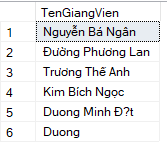 TenGiangVien
1 Nguyễn Bá Ngân
2 Đường Phương Lan
3 Trương Thế Anh
4 Kim Bích Ngọc
5 Duong Minh Ð?t
6 Duong